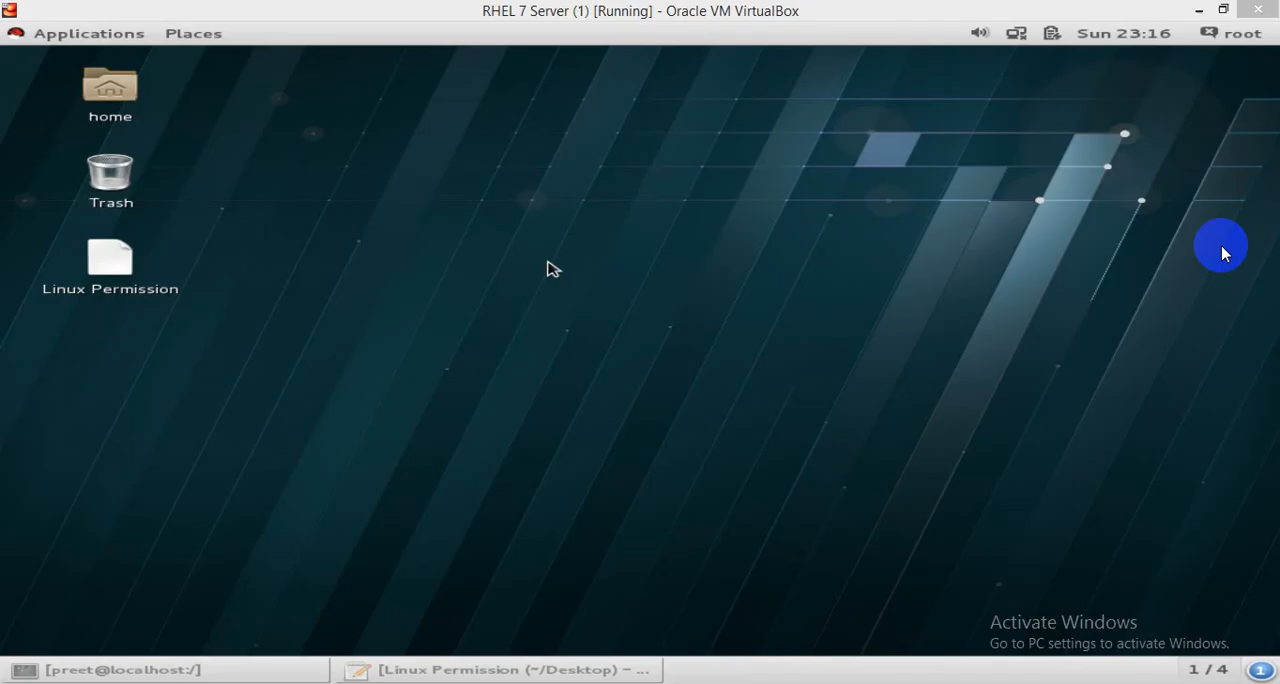 RHEL 7 Server (1) [Running] - Oracle VM VirtualBox
Applications Places Sun 23:16 root
home
Trash
Linux Permission
Activate Windows
Go to PC settings to activate Windows.
[preet@localhost:/] [Linux Permission (~/Desktop) - ... 1 / 4 1